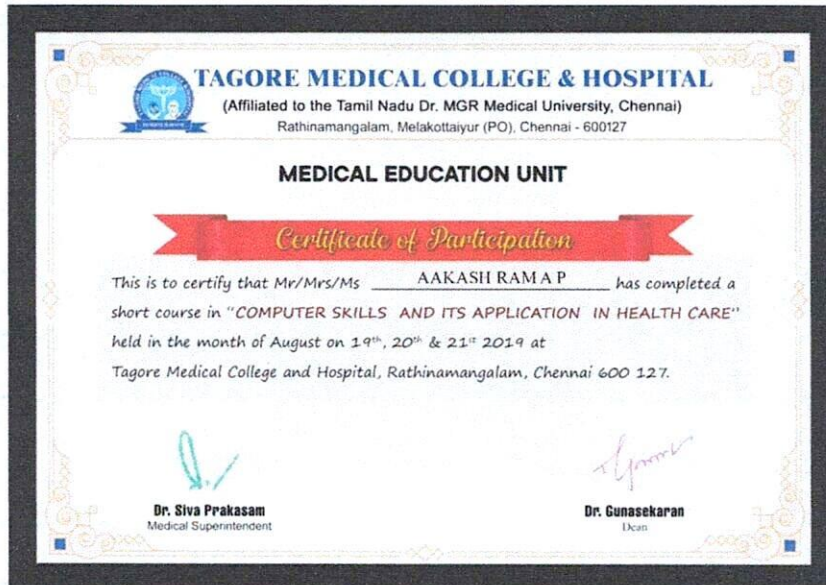 TAGORE MEDICAL COLLEGE & HOSPITAL
(Affiliated to the Tamil Nadu Dr. MGR Medical University, Chennai)
Rathinamangalam, Melakottaiyur (PO), Chennai - 600127
MEDICAL EDUCATION UNIT
Certificate of Participation
This is to certify that Mr/Mrs/Ms AAKASH RAM A P has completed a
short course in "COMPUTER SKILLS AND ITS APPLICATION IN HEALTH CARE"
held in the month of August on 19th, 20th & 21st 2019 at
Tagore Medical College and Hospital, Rathinamangalam, Chennai 600 127.
Dr. Siva Prakasam
Medical Superintendent
Dr. Gunasekaran
Dean